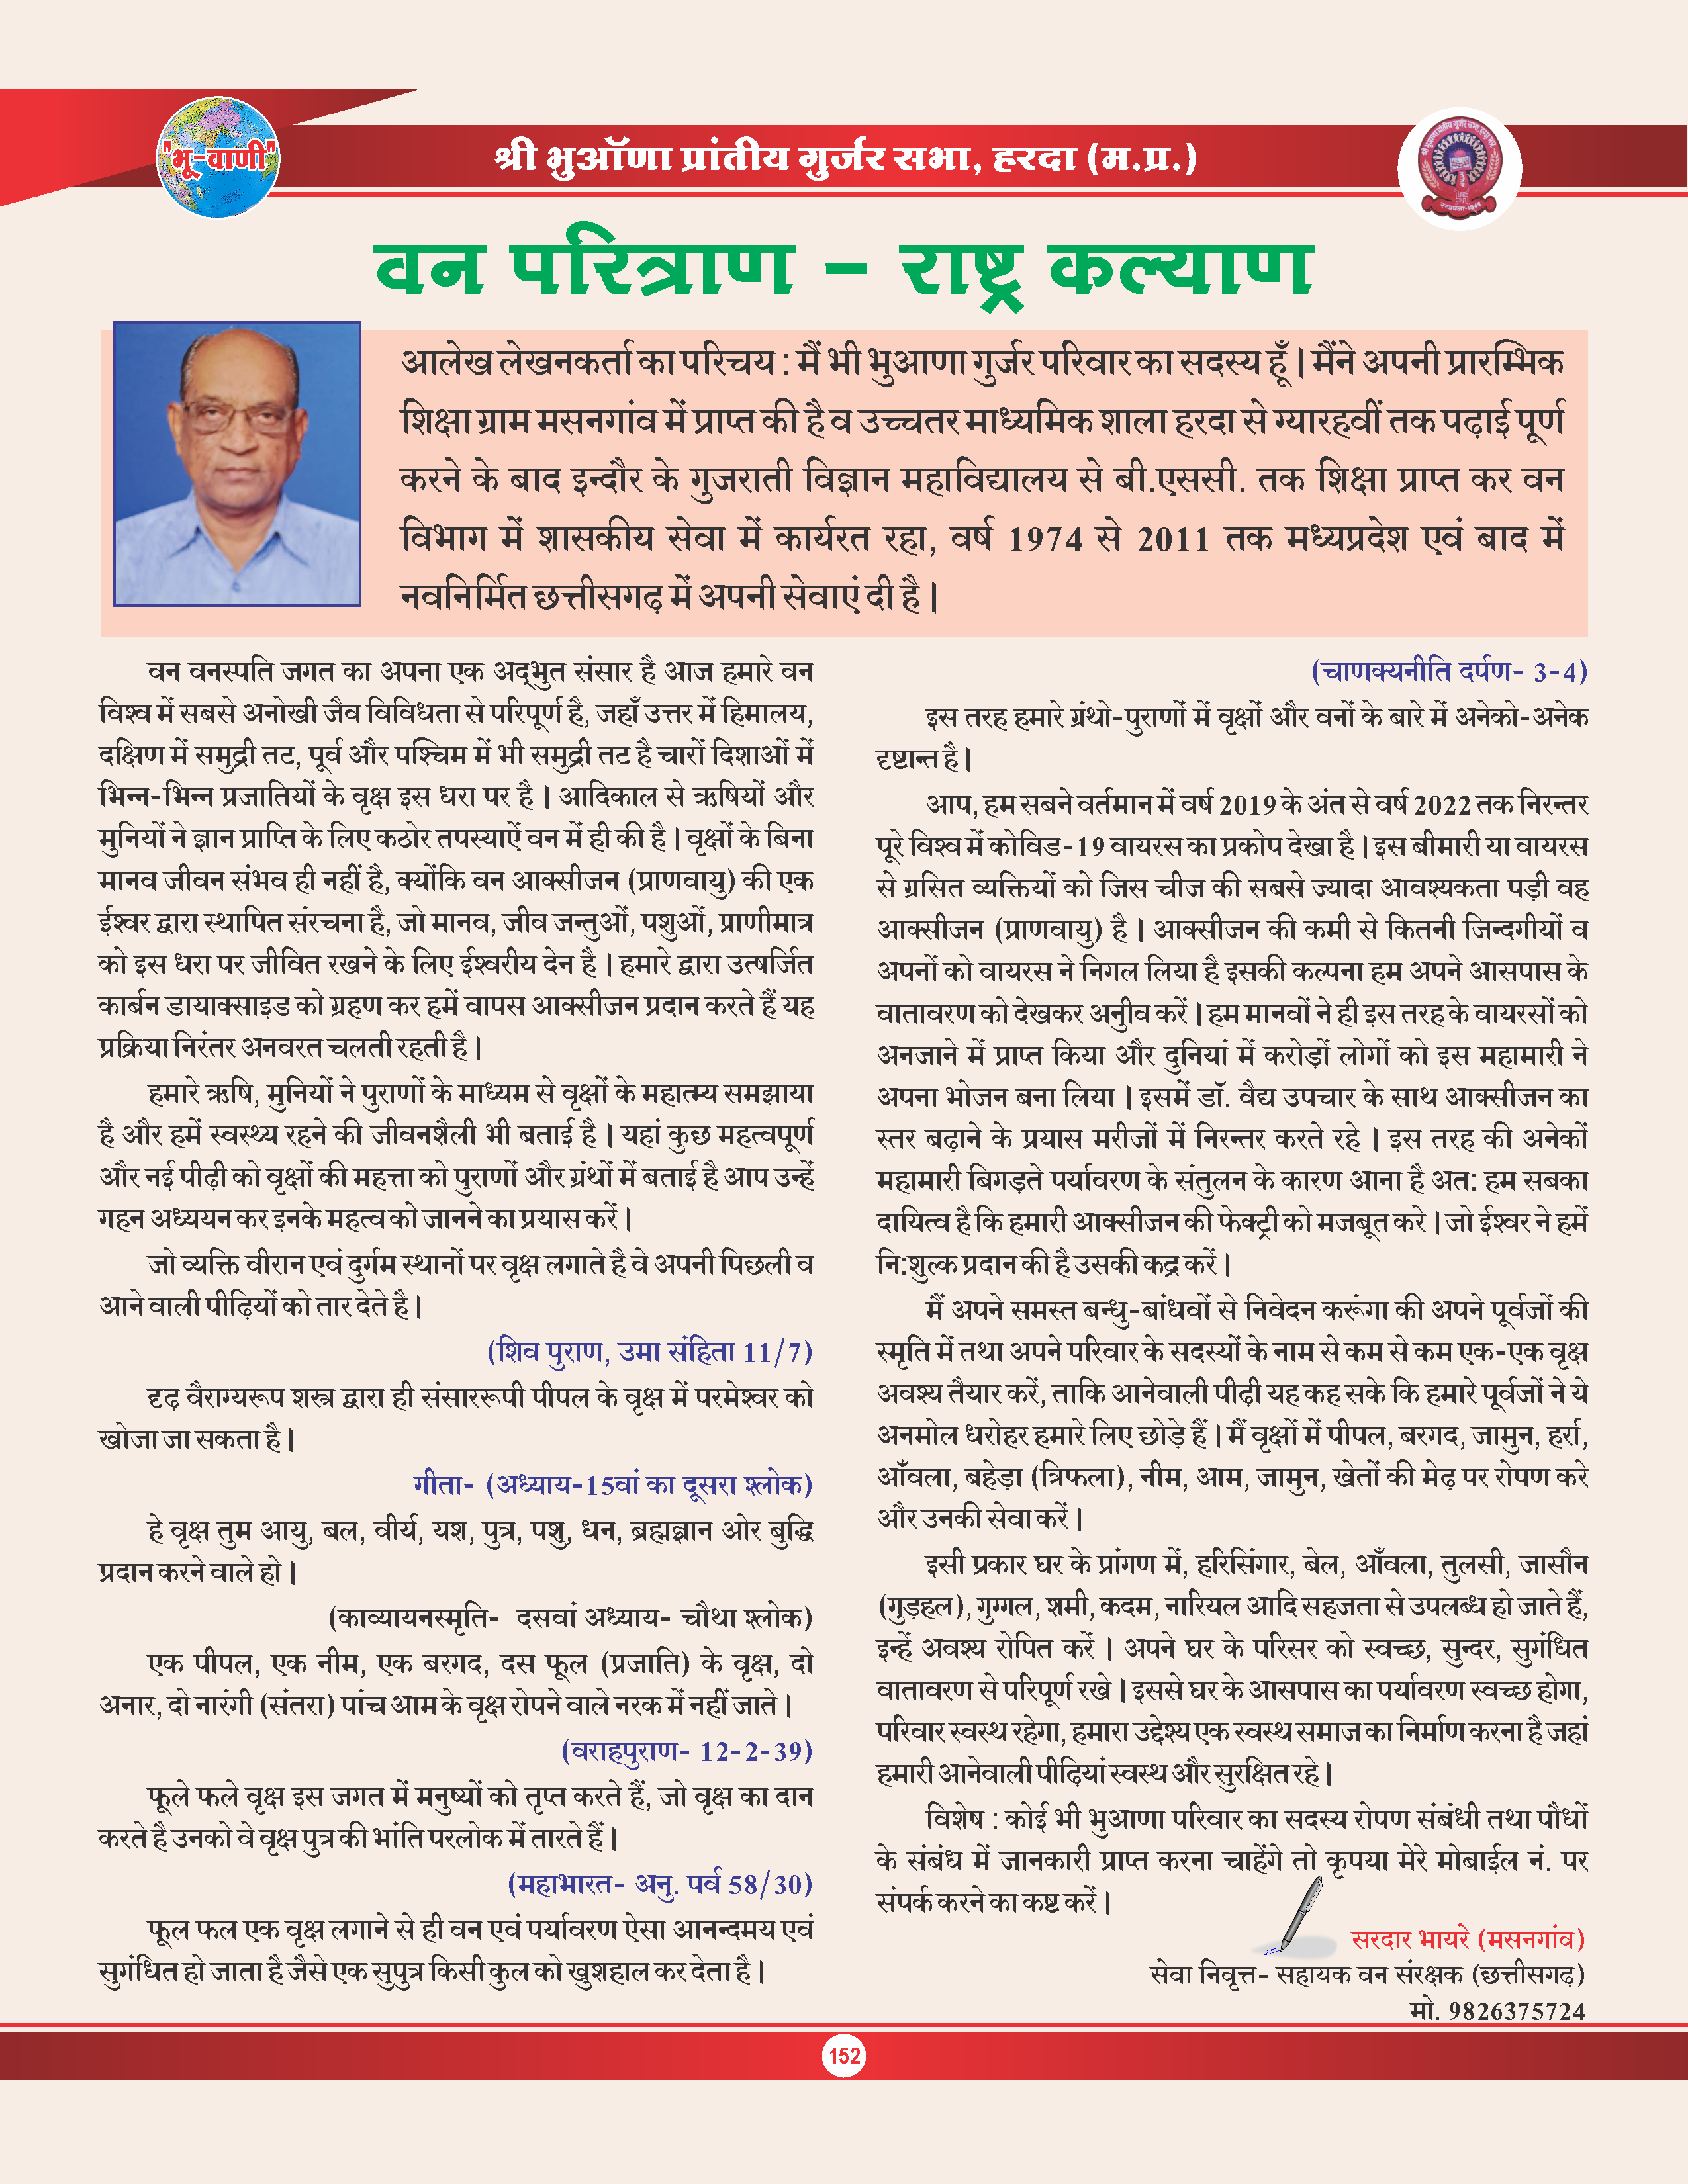 "भू-वाणी"
श्री भुऑणा प्रांतीय गुर्जर सभा, हरदा (म.प्र.)
वन परित्राण – राष्ट्र कल्याण
आलेख लेखनकर्ता का परिचय : मैं भी भुआणा गुर्जर परिवार का सदस्य हूँ। मैंने अपनी प्रारम्भिक
शिक्षा ग्राम मसनगांव में प्राप्त की है व उच्चतर माध्यमिक शाला हरदा से ग्यारहवीं तक पढ़ाई पूर्ण
करने के बाद इन्दौर के गुजराती विज्ञान महाविद्यालय से बी.एससी. तक शिक्षा प्राप्त कर वन
विभाग में शासकीय सेवा में कार्यरत रहा, वर्ष 1974 से 2011 तक मध्यप्रदेश एवं बाद में
नवनिर्मित छत्तीसगढ़ में अपनी सेवाएं दी है।
वन वनस्पति जगत का अपना एक अद्भुत संसार है आज हमारे वन
विश्व में सबसे अनोखी जैव विविधता से परिपूर्ण है, जहाँ उत्तर में हिमालय,
दक्षिण में समुद्री तट, पूर्व और पश्चिम में भी समुद्री तट है चारों दिशाओं में
भिन्न-भिन्न प्रजातियों के वृक्ष इस धरा पर है। आदिकाल से ऋषियों और
मुनियों ने ज्ञान प्राप्ति के लिए कठोर तपस्याऐं वन में ही की है। वृक्षों के बिना
मानव जीवन संभव ही नहीं है, क्योंकि वन आक्सीजन (प्राणवायु) की एक
ईश्वर द्वारा स्थापित संरचना है, जो मानव, जीव जन्तुओं, पशुओं, प्राणीमात्र
को इस धरा पर जीवित रखने के लिए ईश्वरीय देन है। हमारे द्वारा उत्षर्जित
कार्बन डायाक्साइड को ग्रहण कर हमें वापस आक्सीजन प्रदान करते हैं यह
प्रक्रिया निरंतर अनवरत चलती रहती है।
हमारे ऋषि, मुनियों ने पुराणों के माध्यम से वृक्षों के महात्म्य समझाया
है और हमें स्वस्थ्य रहने की जीवनशैली भी बताई है। यहां कुछ महत्वपूर्ण
और नई पीढ़ी को वृक्षों की महत्ता को पुराणों और ग्रंथों में बताई है आप उन्हें
गहन अध्ययन कर इनके महत्व को जानने का प्रयास करें।
जो व्यक्ति वीरान एवं दुर्गम स्थानों पर वृक्ष लगाते है वे अपनी पिछली व
आने वाली पीढ़ियों को तार देते है।
(शिव पुराण, उमा संहिता 11/7)
दृढ़ वैराग्यरूप शस्त्र द्वारा ही संसाररूपी पीपल के वृक्ष में परमेश्वर को
खोजा जा सकता है।
गीता- (अध्याय-15वां का दूसरा श्लोक)
हे वृक्ष तुम आयु, बल, वीर्य, यश, पुत्र, पशु, धन, ब्रह्मज्ञान ओर बुद्धि
प्रदान करने वाले हो।
(काव्यायनस्मृति- दसवां अध्याय- चौथा श्लोक)
एक पीपल, एक नीम, एक बरगद, दस फूल (प्रजाति) के वृक्ष, दो
अनार, दो नारंगी (संतरा) पांच आम के वृक्ष रोपने वाले नरक में नहीं जाते।
(वराहपुराण- 12-2-39)
फूले फले वृक्ष इस जगत में मनुष्यों को तृप्त करते हैं, जो वृक्ष का दान
करते है उनको वे वृक्ष पुत्र की भांति परलोक में तारते हैं।
(महाभारत- अनु. पर्व 58/30)
फूल फल एक वृक्ष लगाने से ही वन एवं पर्यावरण ऐसा आनन्दमय एवं
सुगंधित हो जाता है जैसे एक सुपुत्र किसी कुल को खुशहाल कर देता है।
(चाणक्यनीति दर्पण- 3-4)
इस तरह हमारे ग्रंथो-पुराणों में वृक्षों और वनों के बारे में अनेको-अनेक
दृष्टान्त है।
आप, हम सबने वर्तमान में वर्ष 2019 के अंत से वर्ष 2022 तक निरन्तर
पूरे विश्व में कोविड-19 वायरस का प्रकोप देखा है। इस बीमारी या वायरस
से ग्रसित व्यक्तियों को जिस चीज की सबसे ज्यादा आवश्यकता पड़ी वह
आक्सीजन (प्राणवायु) है। आक्सीजन की कमी से कितनी जिन्दगीयों व
अपनों को वायरस ने निगल लिया है इसकी कल्पना हम अपने आसपास के
वातावरण को देखकर अनुीव करें। हम मानवों ने ही इस तरह के वायरसों को
अनजाने में प्राप्त किया और दुनियां में करोड़ों लोगों को इस महामारी ने
अपना भोजन बना लिया। इसमें डॉ. वैद्य उपचार के साथ आक्सीजन का
स्तर बढ़ाने के प्रयास मरीजों में निरन्तर करते रहे। इस तरह की अनेकों
महामारी बिगड़ते पर्यावरण के संतुलन के कारण आना है अत: हम सबका
दायित्व है कि हमारी आक्सीजन की फेक्ट्री को मजबूत करे। जो ईश्वर ने हमें
नि:शुल्क प्रदान की है उसकी कद्र करें।
मैं अपने समस्त बन्धु-बांधवों से निवेदन करूंगा की अपने पूर्वजों की
स्मृति में तथा अपने परिवार के सदस्यों के नाम से कम से कम एक-एक वृक्ष
अवश्य तैयार करें, ताकि आनेवाली पीढ़ी यह कह सके कि हमारे पूर्वजों ने ये
अनमोल धरोहर हमारे लिए छोड़े हैं। मैं वृक्षों में पीपल, बरगद, जामुन, हर्रा,
आँवला, बहेड़ा (त्रिफला), नीम, आम, जामुन, खेतों की मेढ़ पर रोपण करे
और उनकी सेवा करें।
इसी प्रकार घर के प्रांगण में, हरिसिंगार, बेल, आँवला, तुलसी, जासौन
(गुड़हल), गुग्गल, शमी, कदम, नारियल आदि सहजता से उपलब्ध हो जाते हैं,
इन्हें अवश्य रोपित करें। अपने घर के परिसर को स्वच्छ, सुन्दर, सुगंधित
वातावरण से परिपूर्ण रखे। इससे घर के आसपास का पर्यावरण स्वच्छ होगा,
परिवार स्वस्थ रहेगा, हमारा उद्देश्य एक स्वस्थ समाज का निर्माण करना है जहां
हमारी आनेवाली पीढ़ियां स्वस्थ और सुरक्षित रहे।
विशेष : कोई भी भुआणा परिवार का सदस्य रोपण संबंधी तथा पौधों
के संबंध में जानकारी प्राप्त करना चाहेंगे तो कृपया मेरे मोबाईल नं. पर
संपर्क करने का कष्ट करें।
सरदार भायरे (मसनगांव)
सेवा निवृत्त- सहायक वन संरक्षक (छत्तीसगढ़)
मो. 9826375724
152